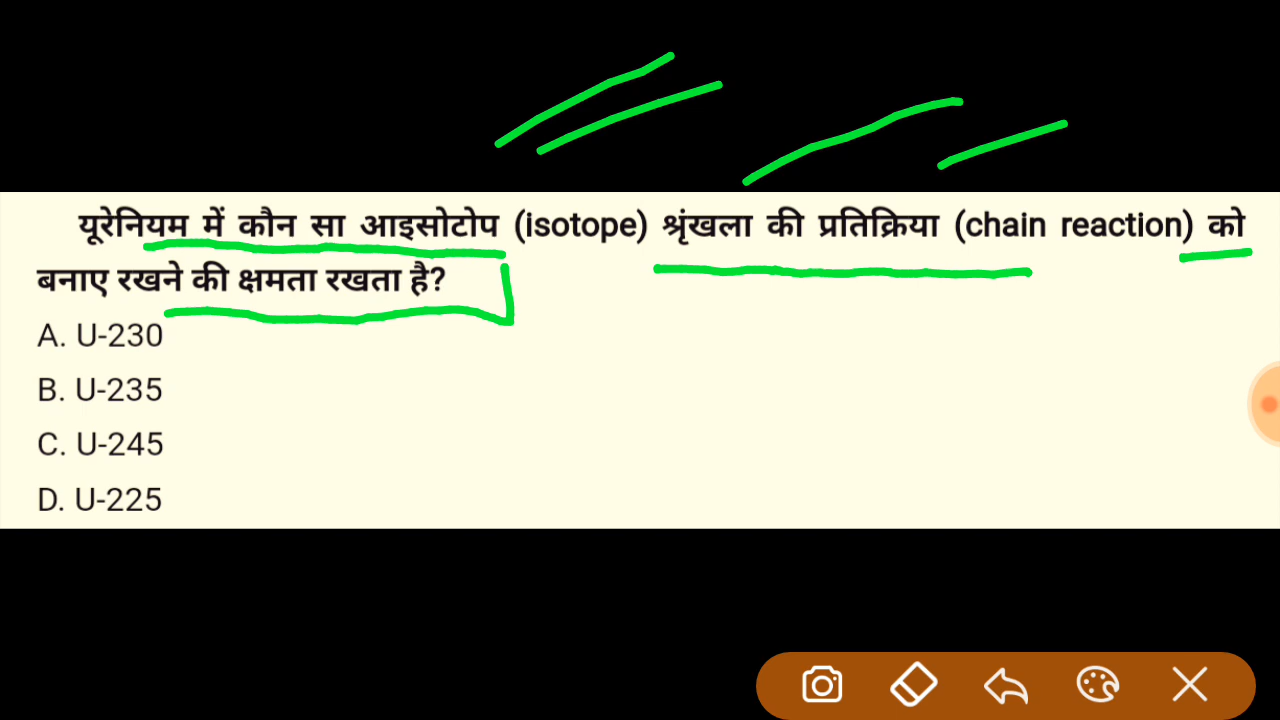 यूरेनियम में कौन सा आइसोटोप (isotope) श्रृंखला की प्रतिक्रिया (chain reaction) को
बनाए रखने की क्षमता रखता है?
A. U-230
B. U-235
C. U-245
D. U-225